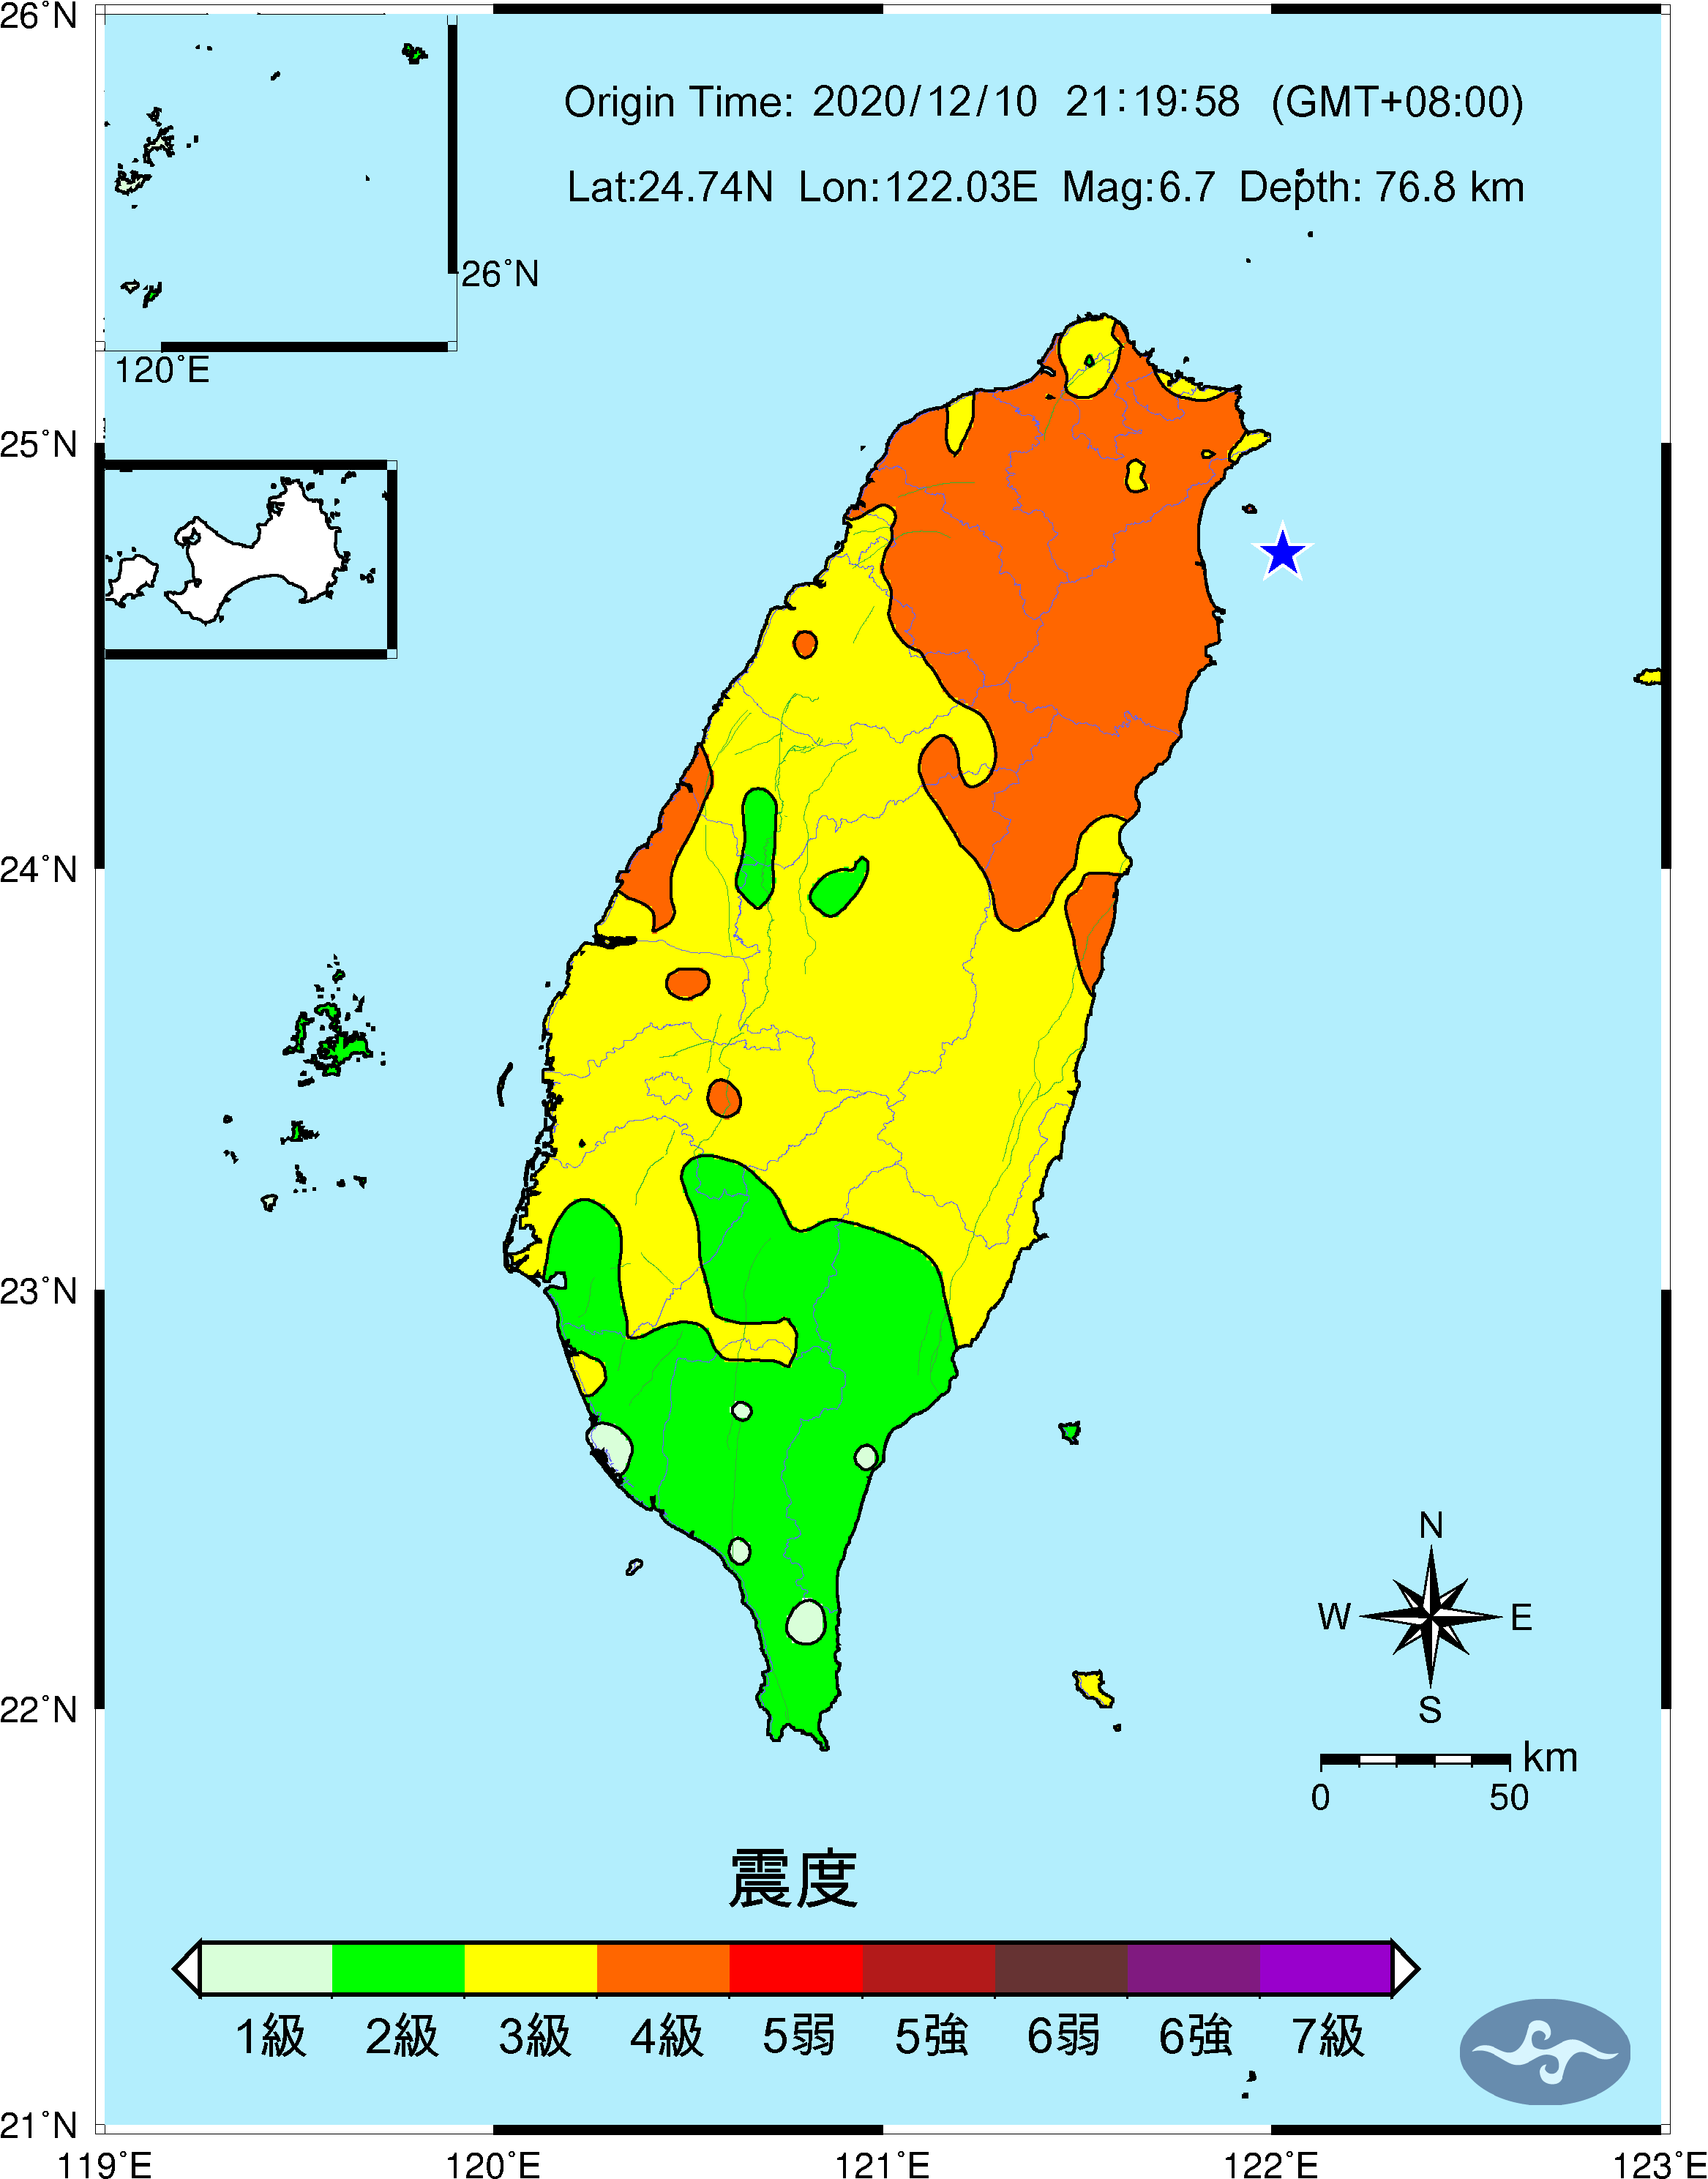 26°N
Origin Time: 2020/12/10 21:19:58 (GMT+08:00)
Lat:24.74N Lon:122.03E Mag:6.7 Depth: 76.8 km
26°N
120°E
25°N
24°N
23°N
N
W E
S
22°N
km
0 50
震度
1級 2級 3級 4級 5弱 5強 6弱 6強 7級
21°N
119°E 120°E 121°E 122°E 123°E